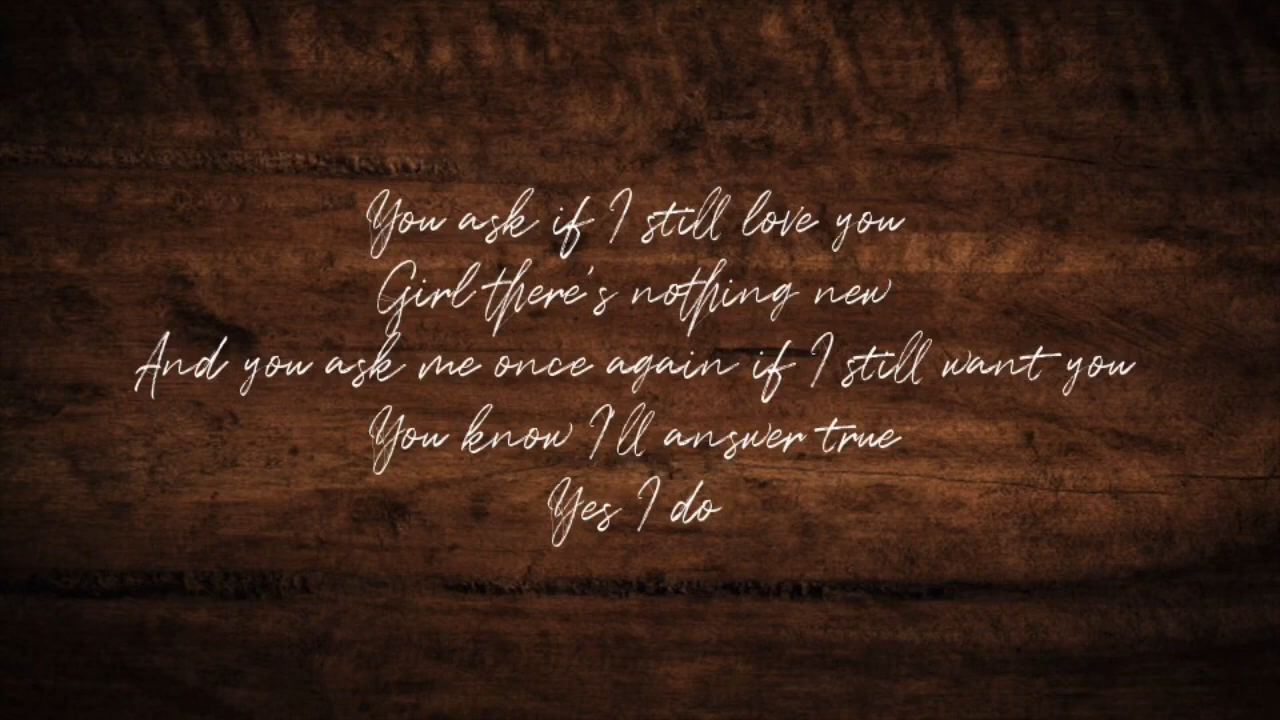 You ask if I still love you
Girl there's nothing new
And you ask me once again if I still want you
You know I'll answer true
Yes I do